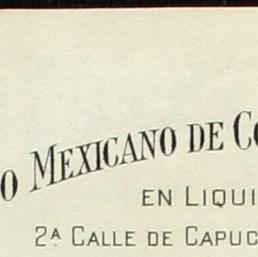 O MEXICANO DE CO
EN LIQUI
2ª CALLE DE CAPUC